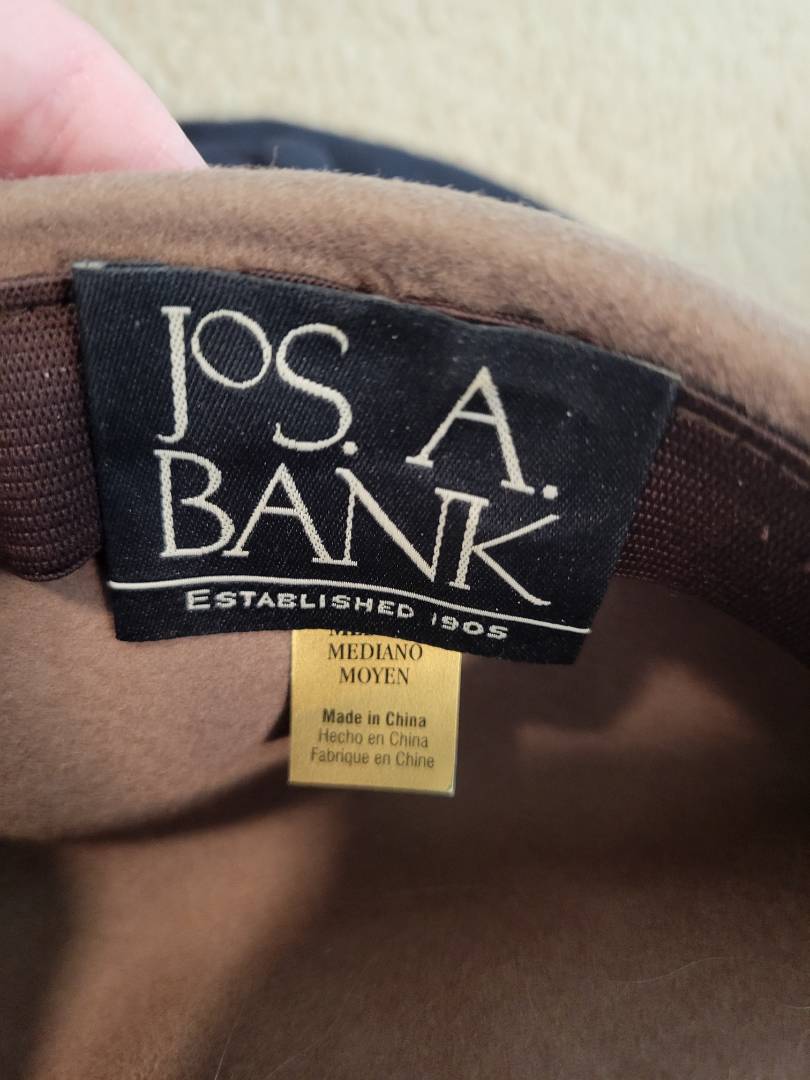 JOS. A.
BANK
ESTABLISHED 1905
MEDIANO
MOYEN
Made in China
Hecho en China
Fabrique en Chine